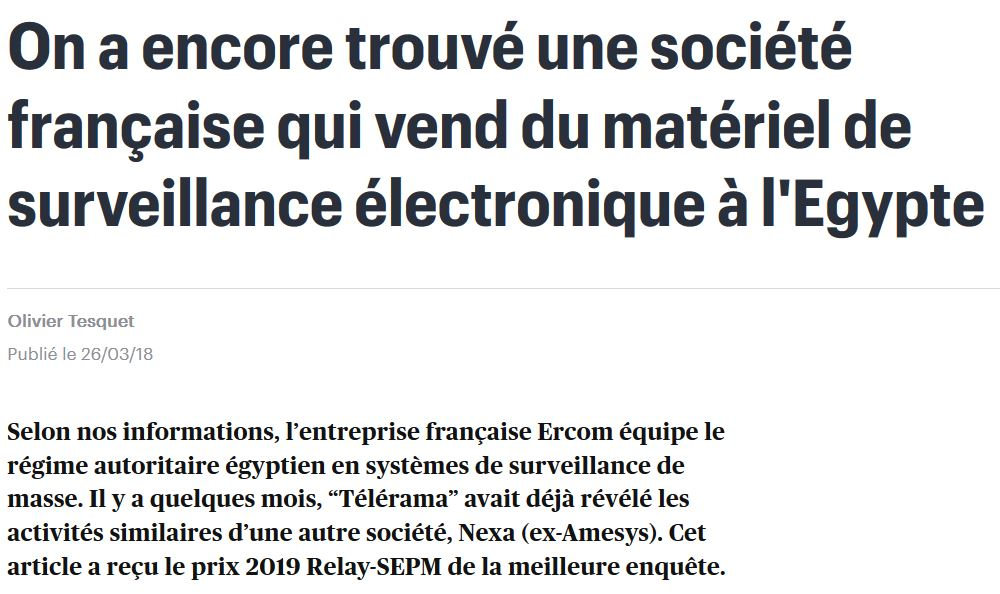 On a encore trouvé une société
française qui vend du matériel de
surveillance électronique à l'Egypte
Olivier Tesquet
Publié le 26/03/18
Selon nos informations, l’entreprise française Ercom équipe le
régime autoritaire égyptien en systèmes de surveillance de
masse. Il y a quelques mois, “Télérama” avait déjà révélé les
activités similaires d’une autre société, Nexa (ex-Amesys). Cet
article a reçu le prix 2019 Relay-SEPM de la meilleure enquête.